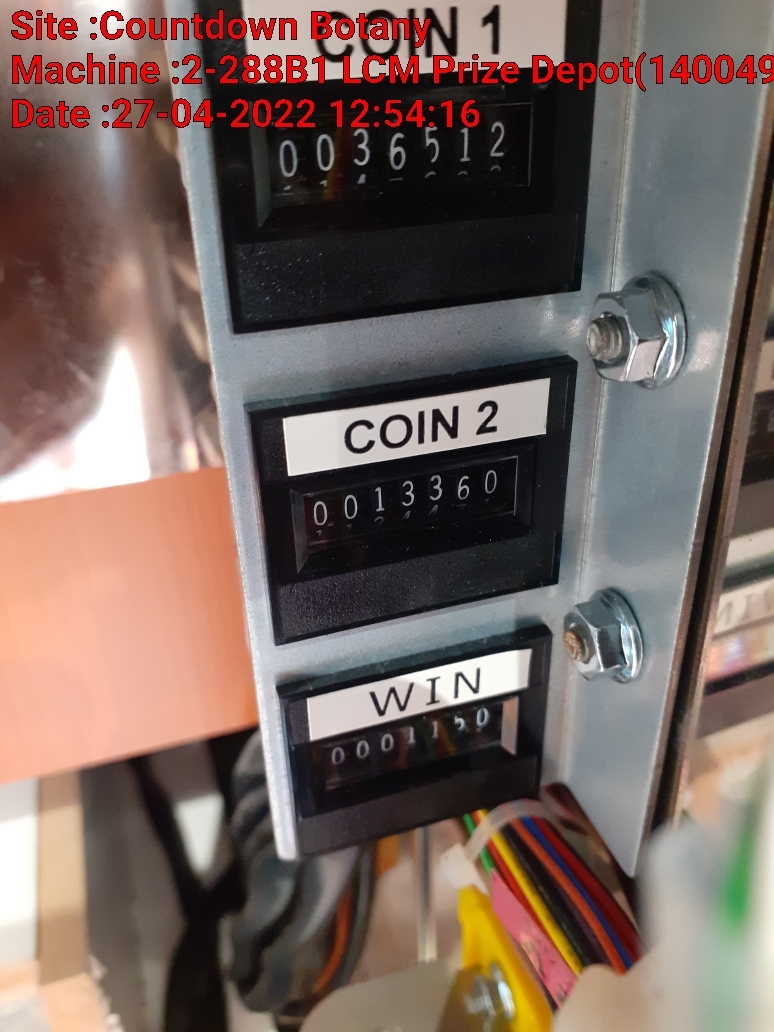 Site :Countdown Botany
Machine :2-288B1 LCM Prize Depot(140049
Date :27-04-2022 12:54:16
COIN 1
0036512
COIN 2
0013360
WIN
0001150